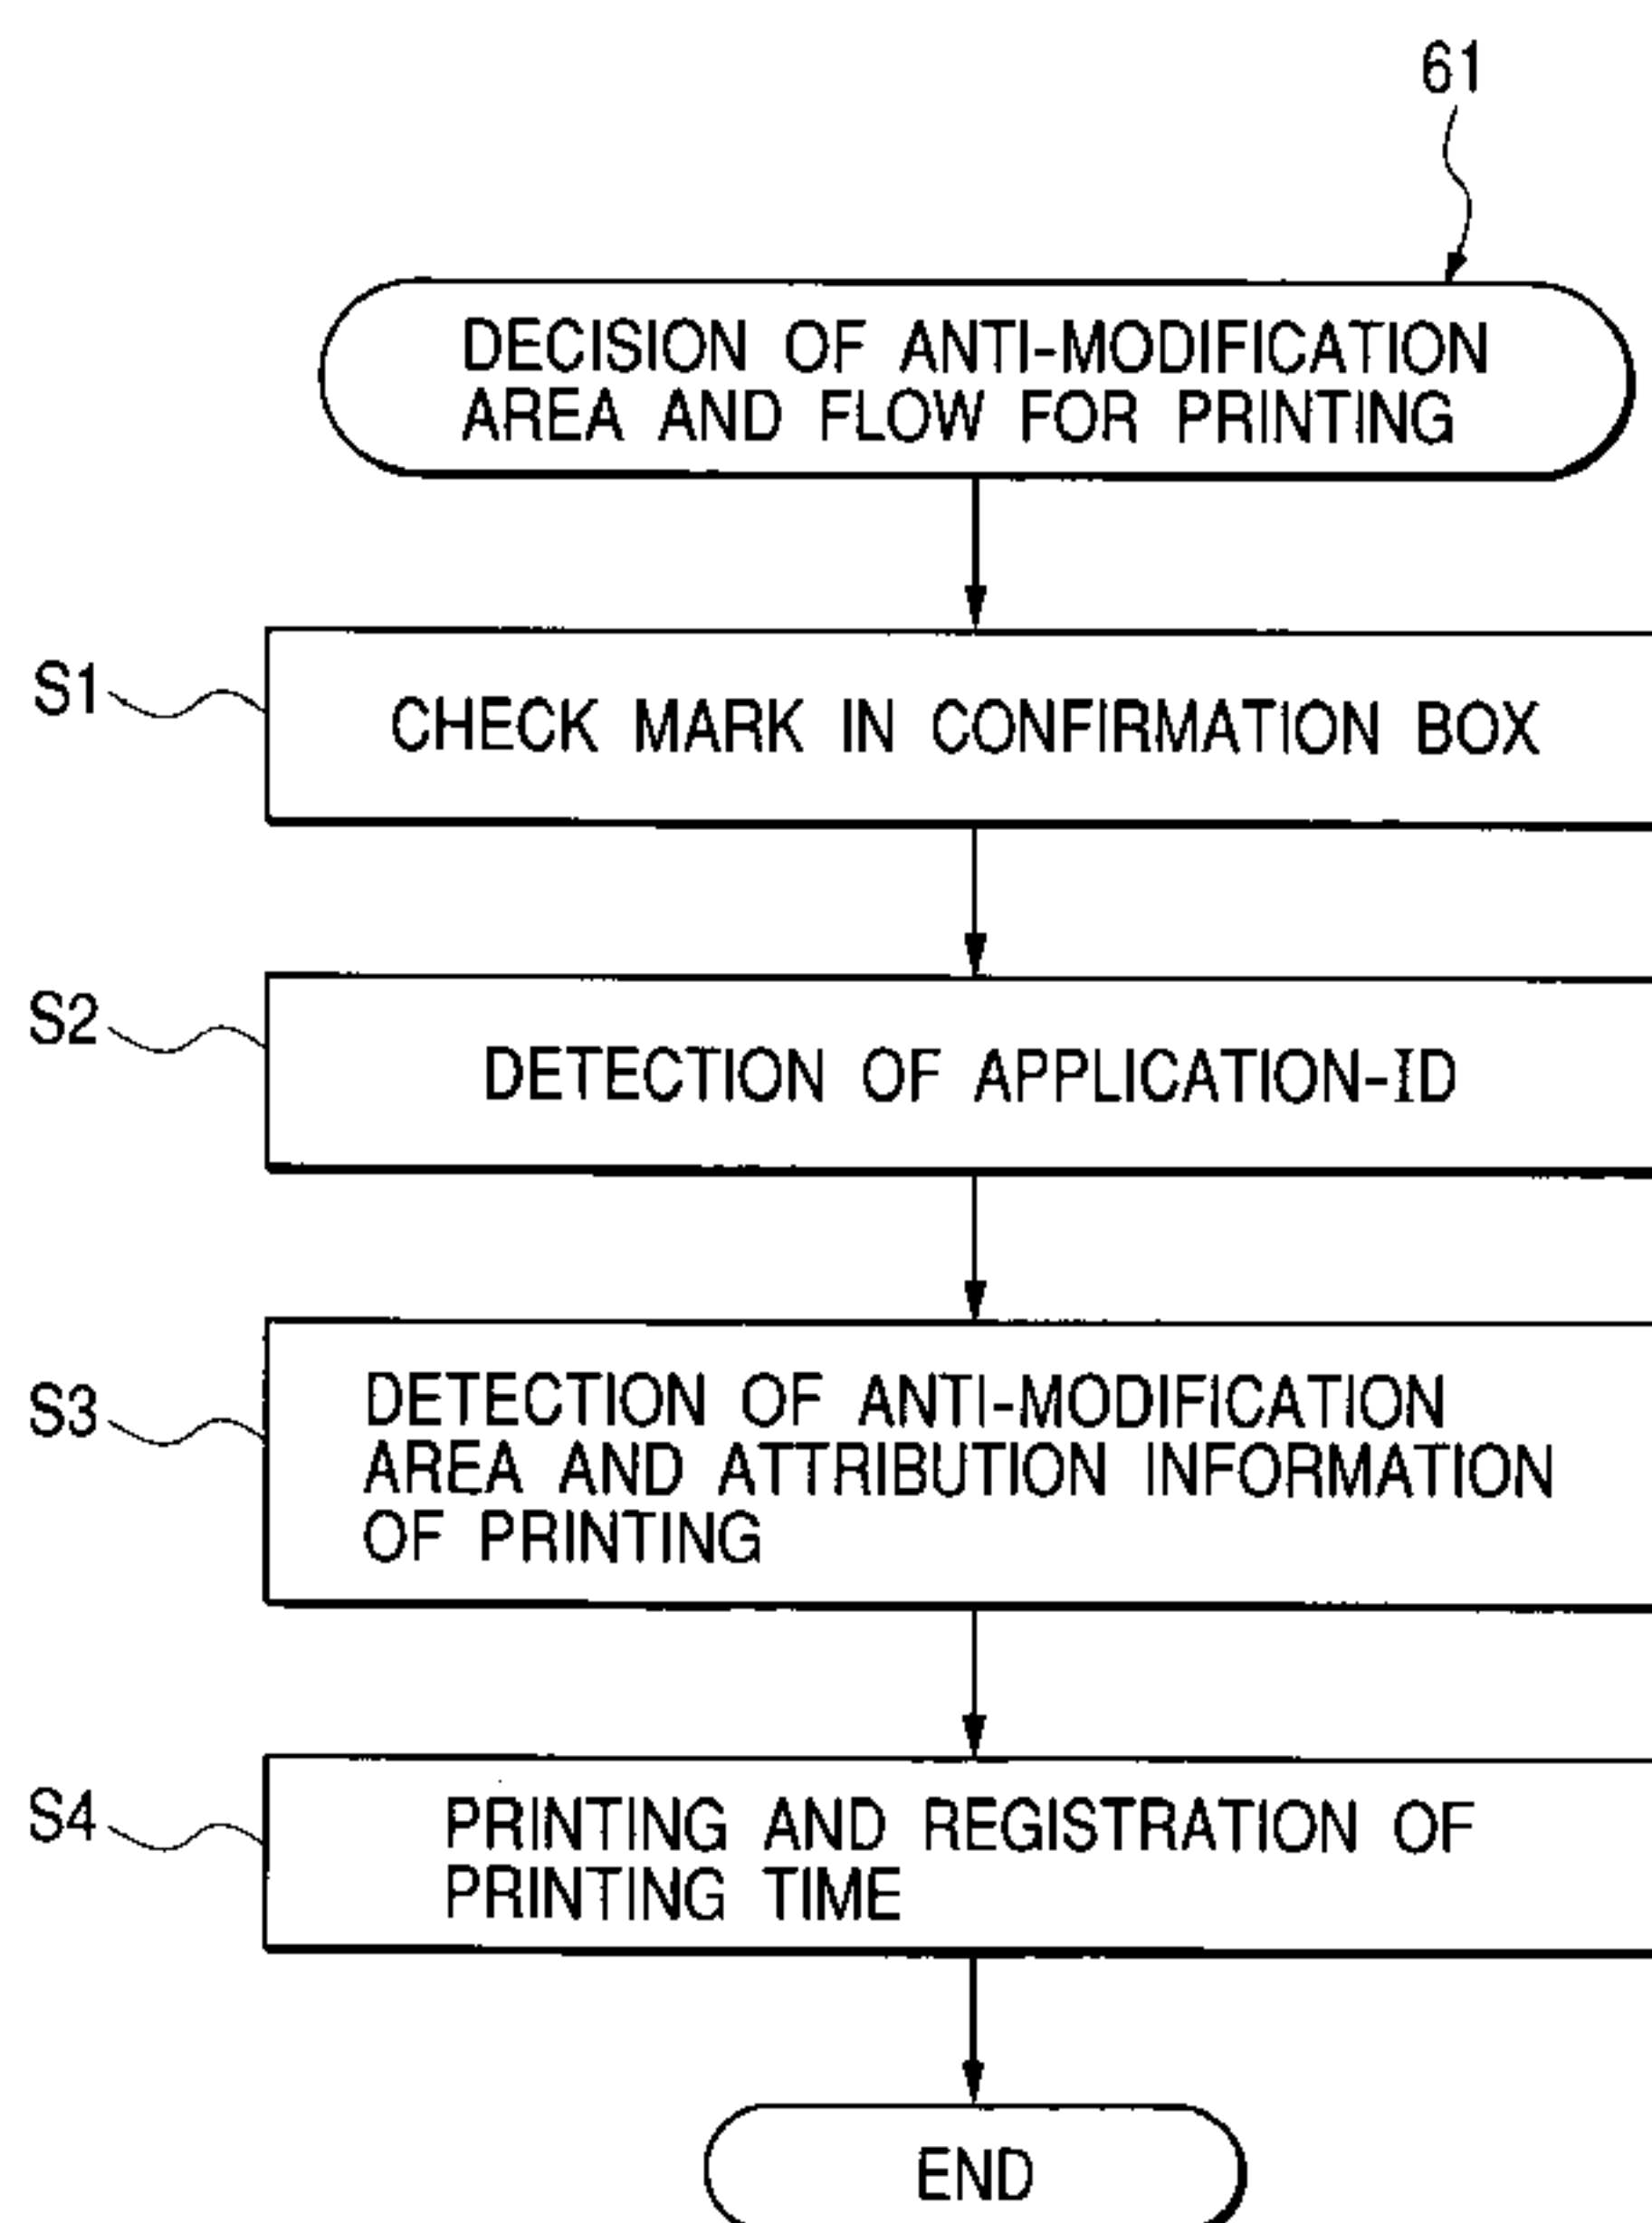 61
DECISION OF ANTI-MODIFICATION
AREA AND FLOW FOR PRINTING
S1
CHECK MARK IN CONFIRMATION BOX
S2
DETECTION OF APPLICATION-ID
S3
DETECTION OF ANTI-MODIFICATION
AREA AND ATTRIBUTION INFORMATION
OF PRINTING
S4
PRINTING AND REGISTRATION OF
PRINTING TIME
END